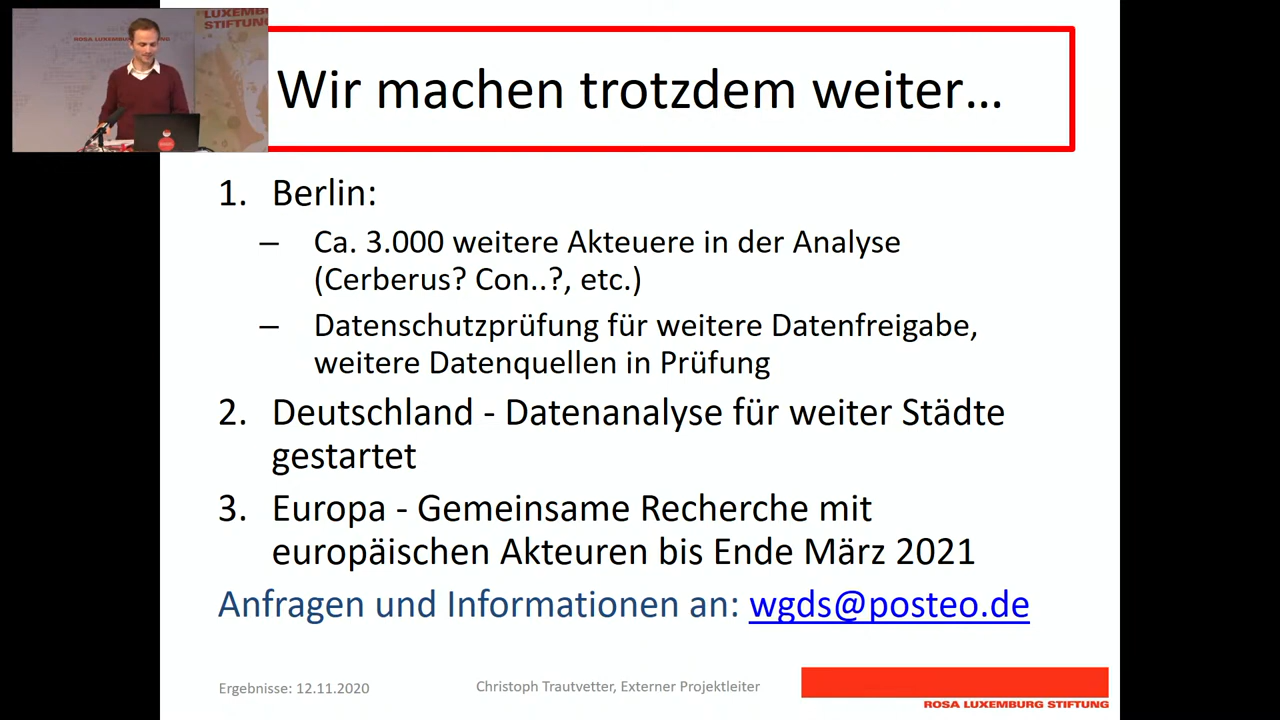 LUXEMBURG
STIFTUNG
ROSA LUXEMBURG STIFTUNG
Wir machen trotzdem weiter…
1. Berlin:
– Ca. 3.000 weitere Akteuere in der Analyse
(Cerberus? Con..?, etc.)
– Datenschutzprüfung für weitere Datenfreigabe,
weitere Datenquellen in Prüfung
2. Deutschland - Datenanalyse für weiter Städte
gestartet
3. Europa - Gemeinsame Recherche mit
europäischen Akteuren bis Ende März 2021
Anfragen und Informationen an: wgds@posteo.de
Ergebnisse: 12.11.2020
Christoph Trautvetter, Externer Projektleiter
ROSA LUXEMBURG STIFTUNG